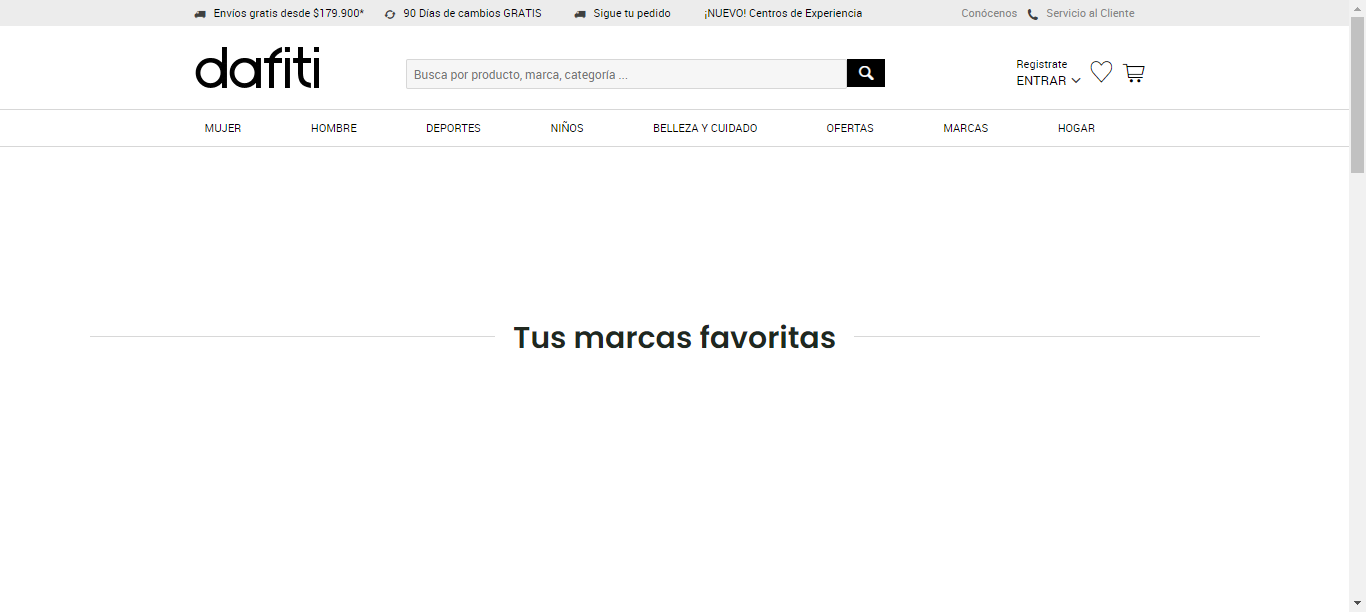 Envíos gratis desde $179.900*
90 Días de cambios GRATIS
Sigue tu pedido
¡NUEVO! Centros de Experiencia
Conócenos
Servicio al Cliente
dafiti
Busca por producto, marca, categoría ...
Registrate
ENTRAR
MUJER
HOMBRE
DEPORTES
NIÑOS
BELLEZA Y CUIDADO
OFERTAS
MARCAS
HOGAR
Tus marcas favoritas